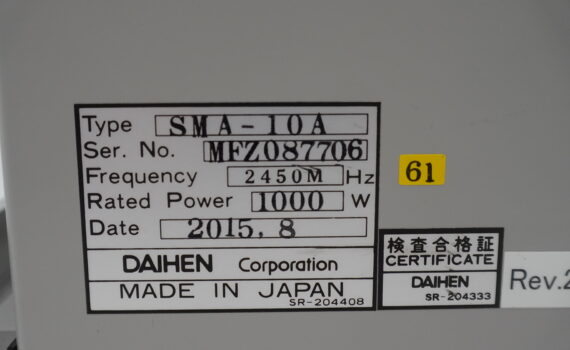 Type SMA-10A
Ser. No. MFZ087706
Frequency 2450M Hz
Rated Power 1000 W
Date 2015.8
DAIHEN Corporation
MADE IN JAPAN
SR-204408
61
検査合格証
CERTIFICATE
DAIHEN
SR-204333
Rev.2